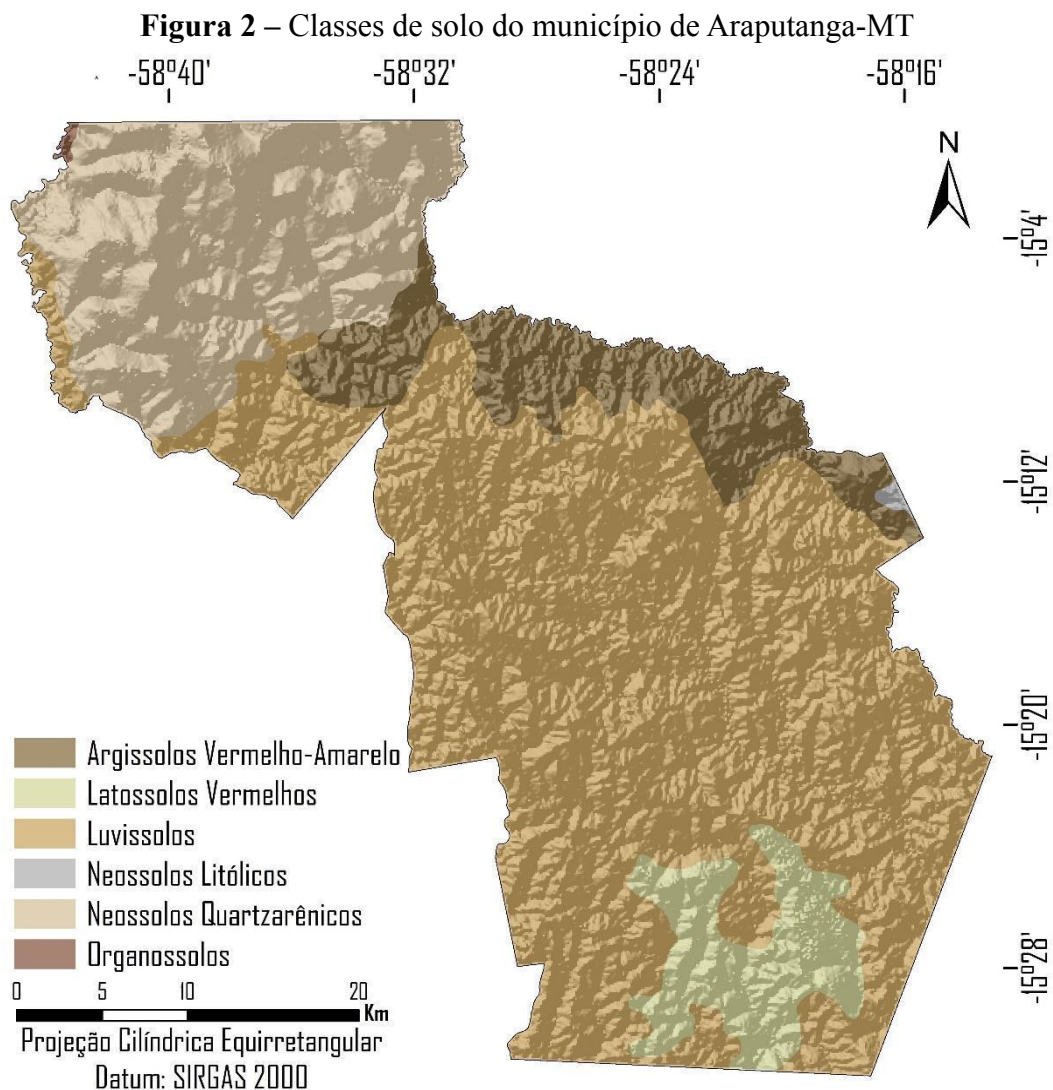 Figura 2 – Classes de solo do município de Araputanga-MT
-58º40' -58º32' -58º24' -58º16'
N
-15º4'
-15º12'
-15º20'
-15º28'
Argissolos Vermelho-Amarelo
Latossolos Vermelhos
Luvissolos
Neossolos Litólicos
Neossolos Quartzarênicos
Organossolos
0 5 10 20
Km
Projeção Cilíndrica Equirretangular
Datum: SIRGAS 2000